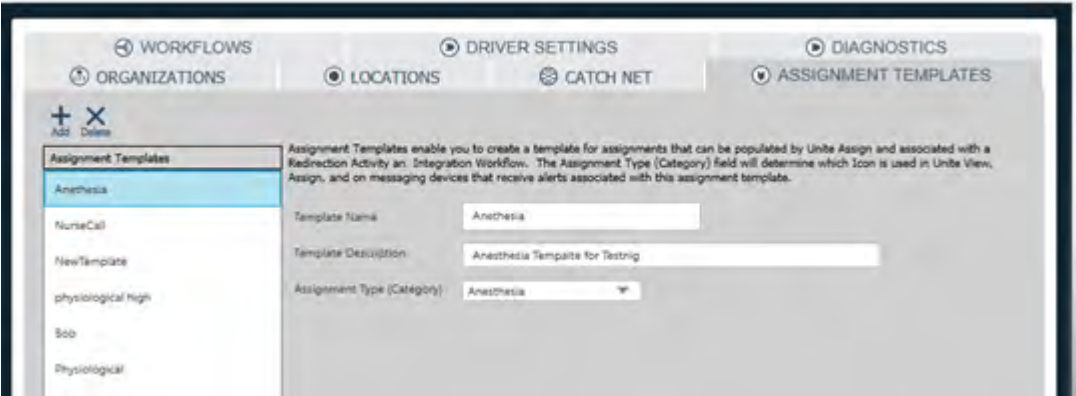 WORKFLOWS
DRIVER SETTINGS
DIAGNOSTICS
ORGANIZATIONS
LOCATIONS
CATCH NET
ASSIGNMENT TEMPLATES
Add
Delete
Assignment Templates
Anethesia
NurseCall
NewTemplate
physiological high
Bob
Physiological
Assignment Templates enable you to create a template for assignments that can be populated by Unite Assign and associated with a
Redirection Activity an Integration Workflow. The Assignment Type (Category) field will determine which Icon is used in Unite View,
Assign, and on messaging devices that receive alerts associated with this assignment template.
Template Name
Anethesia
Template Description
Anesthesia Tempalte for Testnig
Assignment Type (Category)
Anesthesia